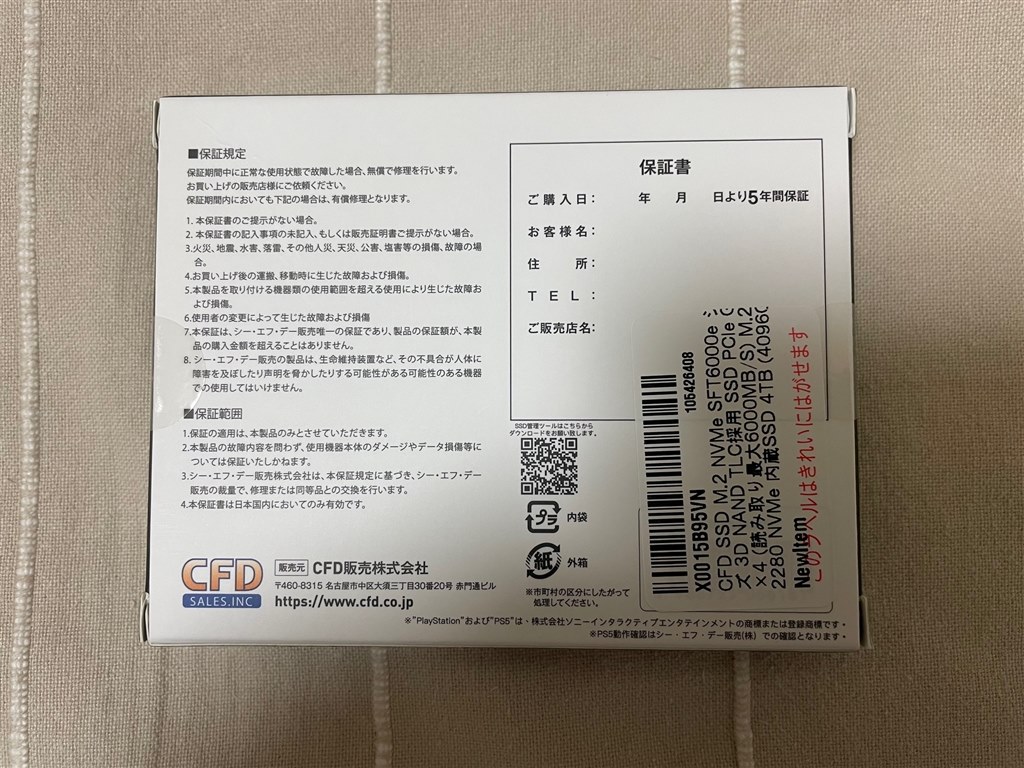 ■保証規定
保証期間中に正常な使用状態で故障した場合、無償で修理を行います。
お買い上げの販売店様にご依頼ください。
保証期間内においても下記の場合は、有償修理となります。
1. 本保証書のご提示がない場合。
2. 本保証書の記入事項の未記入、もしくは販売証明書ご提示がない場合。
3.火災、地震、水害、落雷、その他人災、天災、公害、塩害等の損傷、故障の場
合。
4.お買い上げ後の運搬、移動時に生じた故障および損傷。
5.本製品を取り付ける機器類の使用範囲を超える使用により生じた故障お
よび損傷。
6.使用者の変更によって生じた故障および損傷
7.本保証は、シー・エフ・デー販売唯一の保証であり、製品の保証額が、本製
品の購入金額を超えることはありません。
8. シー・エフ・デー販売の製品は、生命維持装置など、その不具合が人体に
障害を及ぼしたり声明を脅かしたりする可能性がある可能性のある機器
での使用してはいけません。
■保証範囲
1.保証の適用は、本製品のみとさせていただきます。
2.本製品の故障内容を問わず、使用機器本体のダメージやデータ損傷等に
ついては保証いたしかねます。
3.シー・エフ・デー販売株式会社は、本保証規定に基づき、シー・エフ・デー
販売の裁量で、修理または同等品との交換を行います。
4.本保証書は日本国内においてのみ有効です。
CFD
SALES.INC
販売元 CFD販売株式会社
〒460-8315 名古屋市中区大須三丁目30番20号 赤門通ビル
https://www.cfd.co.jp
保証書
ご購入日: 年 月 日より5年間保証
お客様名:
住 所:
TEL:
ご販売店名:
SSD管理ツールはこちらから
ダウンロードをお願い致します。
プラ 内袋
紙 外箱
※市町村の区分にしたがって
処理してください。
105426408
X0015B95VN
CFD SSD M.2 NVMe SFT6000e シ
ズ 3D NAND TLC採用 SSD PCIe G
×4 (読み取り最大6000MB/S) M.2
2280 NVMe 内蔵SSD 4TB (4096G
NewItem
このラベルはきれいにはがせます
※"PlayStation"および"PS5"は、株式会社ソニーインタラクティブエンタテインメントの商標または登録商標です・
※PS5動作確認はシー・エフ・デー販売(株)での確認となります・